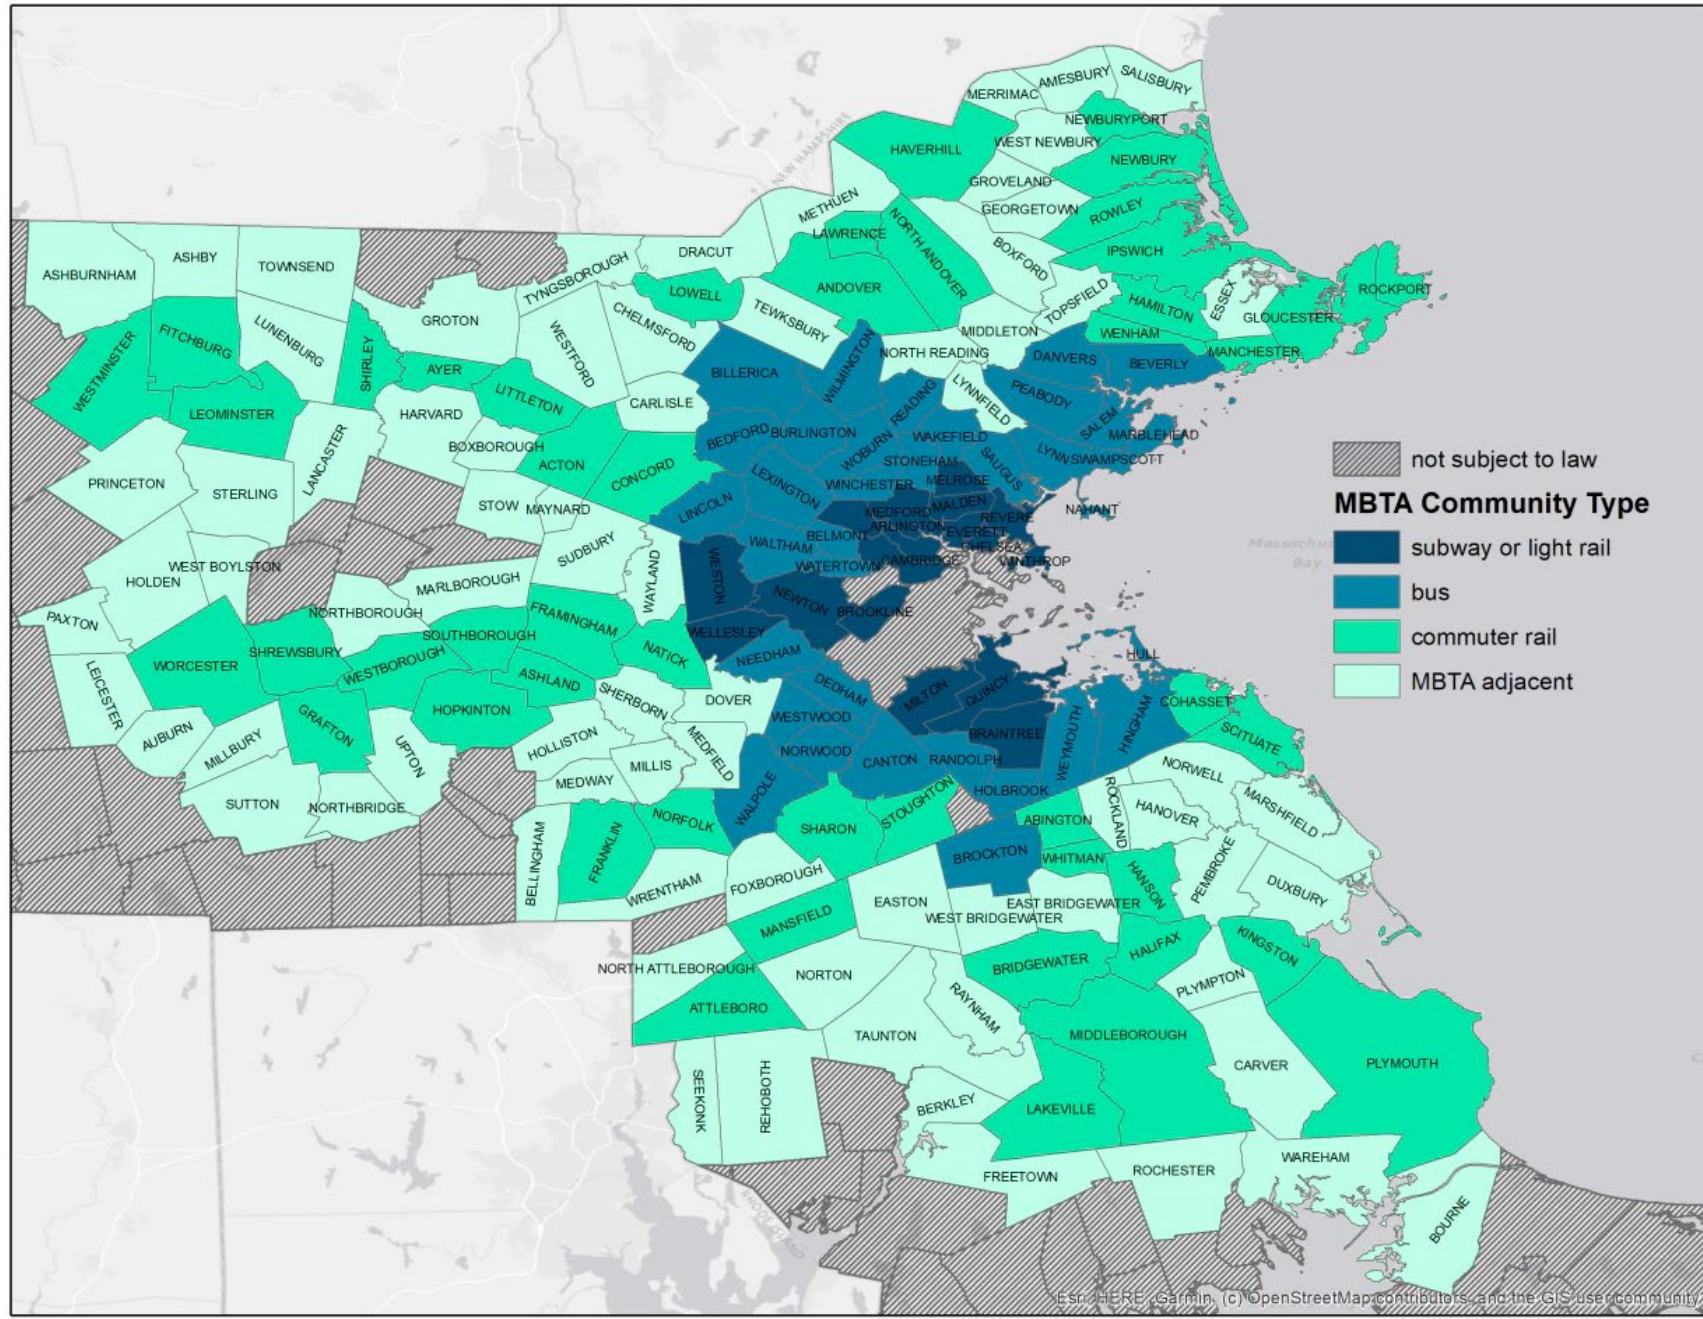 AMESBURY
SALISBURY
MERRIMAC
NEWBURYPORT
WEST NEWBURY
HAVERHILL
NEWBURY
NEW HAMPSHIRE
GROVELAND
METHUEN
GEORGETOWN
ROWLEY
LAWRENCE
NORTH ANDOVER
BOXFORD
IPSWICH
DRACUT
ASHBY
TOWNSEND
ASHBURNHAM
TYNGSBOROUGH
LOWELL
ANDOVER
TOPSFIELD
HAMILTON
ESSEX
ROCKPORT
GLOUCESTER
TEWKSBURY
CHELMSFORD
GROTON
LUNENBURG
FITCHBURG
WESTMINSTER
WESTFORD
MIDDLETON
WENHAM
MANCHESTER
NORTH READING
DANVERS
BEVERLY
SHIRLEY
AYER
BILLERICA
WILMINGTON
LITTLETON
READING
LYNNFIELD
PEABODY
CARLISLE
LEOMINSTER
HARVARD
SALEM
MARBLEHEAD
BEDFORD
BURLINGTON
WOBURN
WAKEFIELD
BOXBOROUGH
LANCASTER
ACTON
CONCORD
STONEHAM
SAUGUS
LYNN
SWAMPSCOTT
PRINCETON
STERLING
LEXINGTON
WINCHESTER
MELROSE
LINCOLN
STOW
MAYNARD
MEDFORD
MALDEN
NAHANT
REVERE
ARLINGTON
EVERETT
BELMONT
WALTHAM
CHELSEA
SUDBURY
WATERTOWN
CAMBRIDGE
WINTHROP
Massachus
Bay
WEST BOYLSTON
HOLDEN
MARLBOROUGH
WAYLAND
WESTON
NEWTON
BROOKLINE
NORTHBOROUGH
PAXTON
FRAMINGHAM
SOUTHBOROUGH
WELLESLEY
SHREWSBURY
WORCESTER
WESTBOROUGH
NATICK
NEEDHAM
HULL
ASHLAND
LEICESTER
SHERBORN
DOVER
DEDHAM
MILTON
QUINCY
HOPKINTON
GRAFTON
WESTWOOD
COHASSET
HINGHAM
SCITUATE
AUBURN
MILLBURY
UPTON
HOLLISTON
MEDFIELD
NORWOOD
BRAINTREE
WEYMOUTH
CANTON
RANDOLPH
MILLIS
MEDWAY
NORWELL
HOLBROOK
WALPOLE
SUTTON
NORTHBRIDGE
ROCKLAND
HANOVER
MARSHFIELD
STOUGHTON
ABINGTON
NORFOLK
SHARON
FRANKLIN
BELLINGHAM
BROCKTON
WHITMAN
PEMBROKE
HANSON
DUXBURY
WRENTHAM
FOXBOROUGH
EASTON
EAST BRIDGEWATER
WEST BRIDGEWATER
MANSFIELD
KINGSTON
HALIFAX
NORTH ATTLEBOROUGH
NORTON
BRIDGEWATER
PLYMPTON
RAYNHAM
ATTLEBORO
TAUNTON
MIDDLEBOROUGH
CARVER
PLYMOUTH
SEEKONK
REHOBOTH
BERKLEY
LAKEVILLE
WAREHAM
FREETOWN
ROCHESTER
BOURNE
RHODE ISLAND
not subject to law
MBTA Community Type
subway or light rail
bus
commuter rail
MBTA adjacent
Esri, HERE, Garmin, (c) OpenStreetMap contributors, and the GIS user community